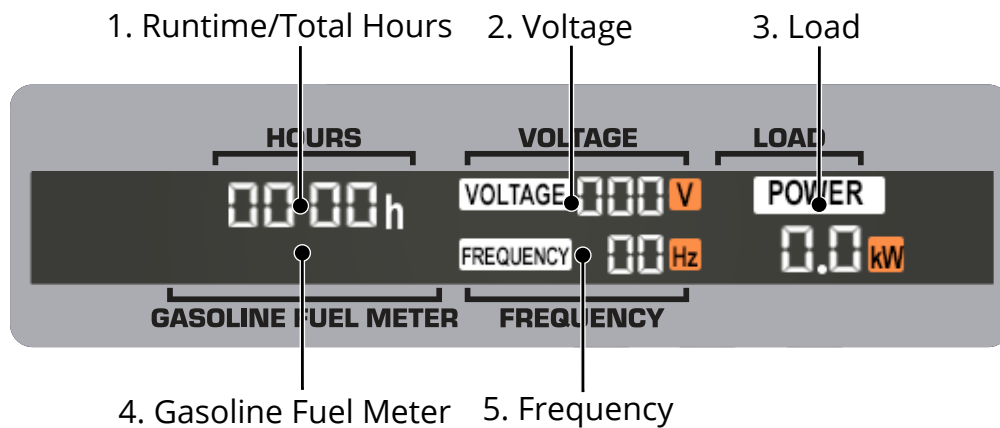 1. Runtime/Total Hours 2. Voltage 3. Load
HOURS VOLTAGE LOAD
00:00 h VOLTAGE 000 V POWER
FREQUENCY 00 Hz 0.0 kW
GASOLINE FUEL METER FREQUENCY
4. Gasoline Fuel Meter 5. Frequency